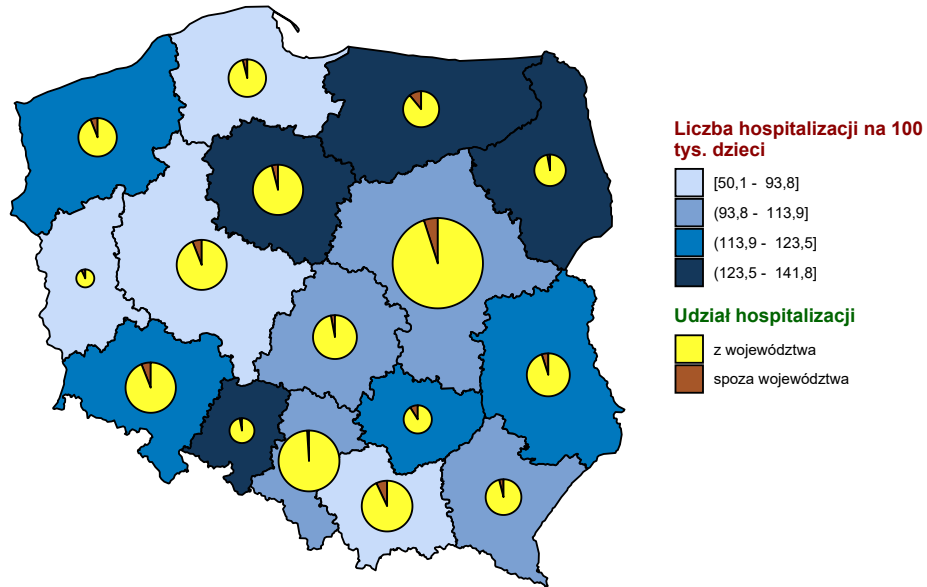 Liczba hospitalizacji na 100
tys. dzieci
[50,1 - 93,8]
(93,8 - 113,9]
(113,9 - 123,5]
(123,5 - 141,8]
Udział hospitalizacji
z województwa
spoza województwa